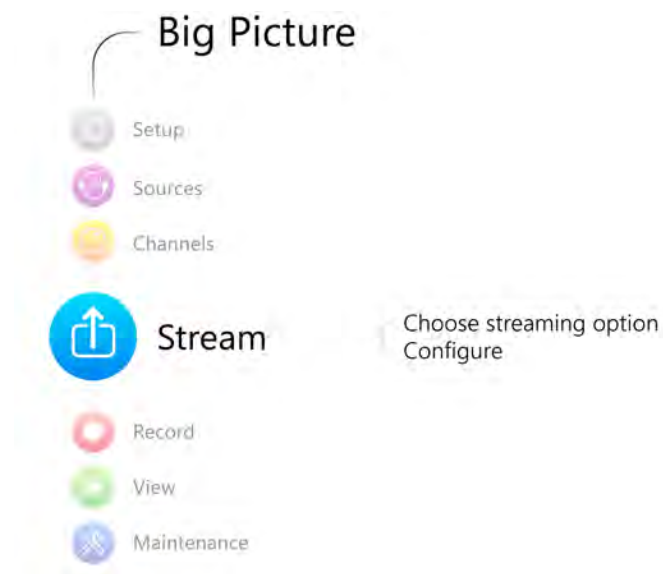 Big Picture
Setup
Sources
Channels
Stream
Choose streaming option
Configure
Record
View
Maintenance